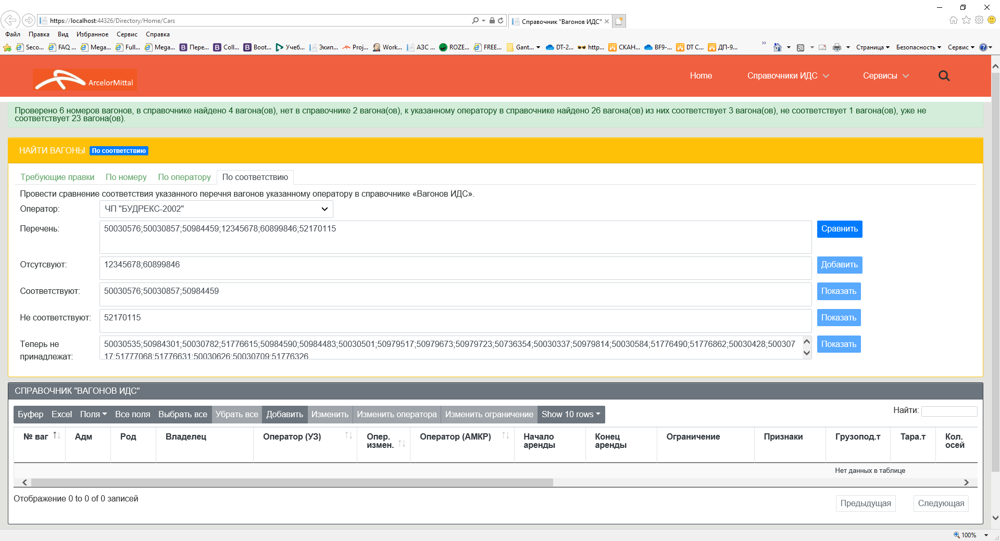 https://localhost:44326/Directory/Home/Cars
Справочник "Вагонов ИДС"
Файл Правка Вид Избранное Сервис Справка
Seco... FAQ ... Mega... Full... Mega... Пере... Coll... Boot... Учеб... Экип... Proj... Work... АЗС ... ROZE... FREE... Gant... DT-2... http... СКАН... BF9-... DT C... ДП-9... Страница Безопасность Сервис
ArcelorMittal
Home Справочники ИДС Сервисы
Проверено 6 номеров вагонов, в справочнике найдено 4 вагона(ов), нет в справочнике 2 вагона(ов), к указанному оператору в справочнике найдено 26 вагона(ов) из них соответствует 3 вагона(ов), не соответствует 1 вагона(ов), уже не
соответствует 23 вагона(ов).
НАЙТИ ВАГОНЫ По соответствию
Требующие правки По номеру По оператору По соответствию
Провести сравнение соответствия указанного перечня вагонов указанному оператору в справочнике «Вагонов ИДС».
Оператор: ЧП "БУДРЕКС-2002"
Перечень: 50030576;50030857;50984459;12345678;60899846;52170115 Сравнить
Отсутсвуют: 12345678;60899846 Добавить
Соответствуют: 50030576;50030857;50984459 Показать
Не соответствуют: 52170115 Показать
Теперь не принадлежат: 50030535;50984301;50030782;51776615;50984590;50984483;50030501;50979517;50979673;50979723;50736354;50030337;50979814;50030584;51776490;51776862;50030428;500307 Показать
17;51777068;51776631;50030626;50030709;51776326
СПРАВОЧНИК "ВАГОНОВ ИДС"
Буфер Excel Поля Все поля Выбрать все Убрать все Добавить Изменить Изменить оператора Изменить ограничение Show 10 rows Найти:
№ ваг Адм Род Владелец Оператор (УЗ) Опер. измен. Оператор (АМКР) Начало аренды Конец аренды Ограничение Признаки Грузопод.т Тара.т Кол. осей
Нет данных в таблице
Отображение 0 to 0 of 0 записей
Предыдущая Следующая
100%